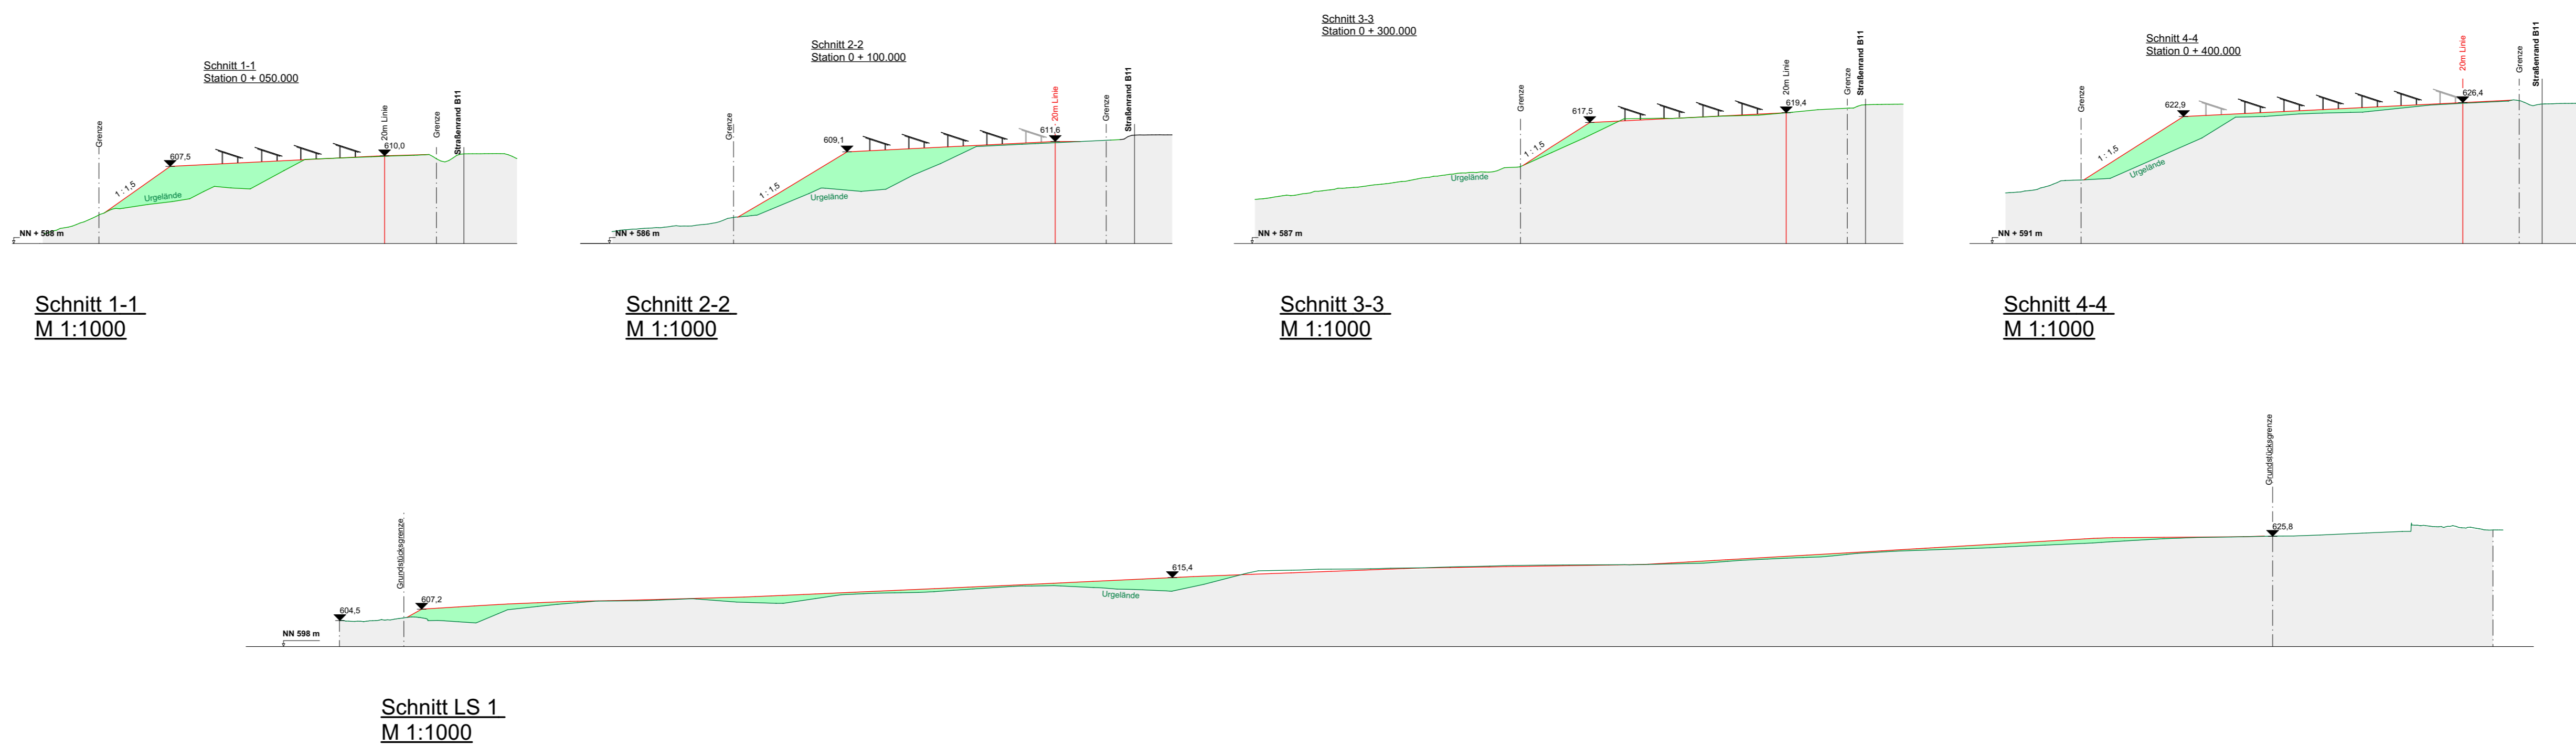 Schnitt 1-1
Station 0 + 050.000
Grenze
1 : 1,5
607,5
Urgelände
20m Linie
610,0
Grenze
Straßenrand B11
NN + 588 m
Schnitt 1-1
M 1:1000
Schnitt 2-2
Station 0 + 100.000
Grenze
1 : 1,5
609,1
Urgelände
20m Linie
611,6
Grenze
Straßenrand B11
NN + 586 m
Schnitt 2-2
M 1:1000
Schnitt 3-3
Station 0 + 300.000
Grenze
1 : 1,5
617,5
Urgelände
20m Linie
619,4
Grenze
Straßenrand B11
NN + 587 m
Schnitt 3-3
M 1:1000
Schnitt 4-4
Station 0 + 400.000
Grenze
1 : 1,5
622,9
Urgelände
20m Linie
626,4
Grenze
Straßenrand B11
NN + 591 m
Schnitt 4-4
M 1:1000
604,5
Grundstücksgrenze
607,2
615,4
Urgelände
Grundstücksgrenze
625,8
NN 598 m
Schnitt LS 1
M 1:1000